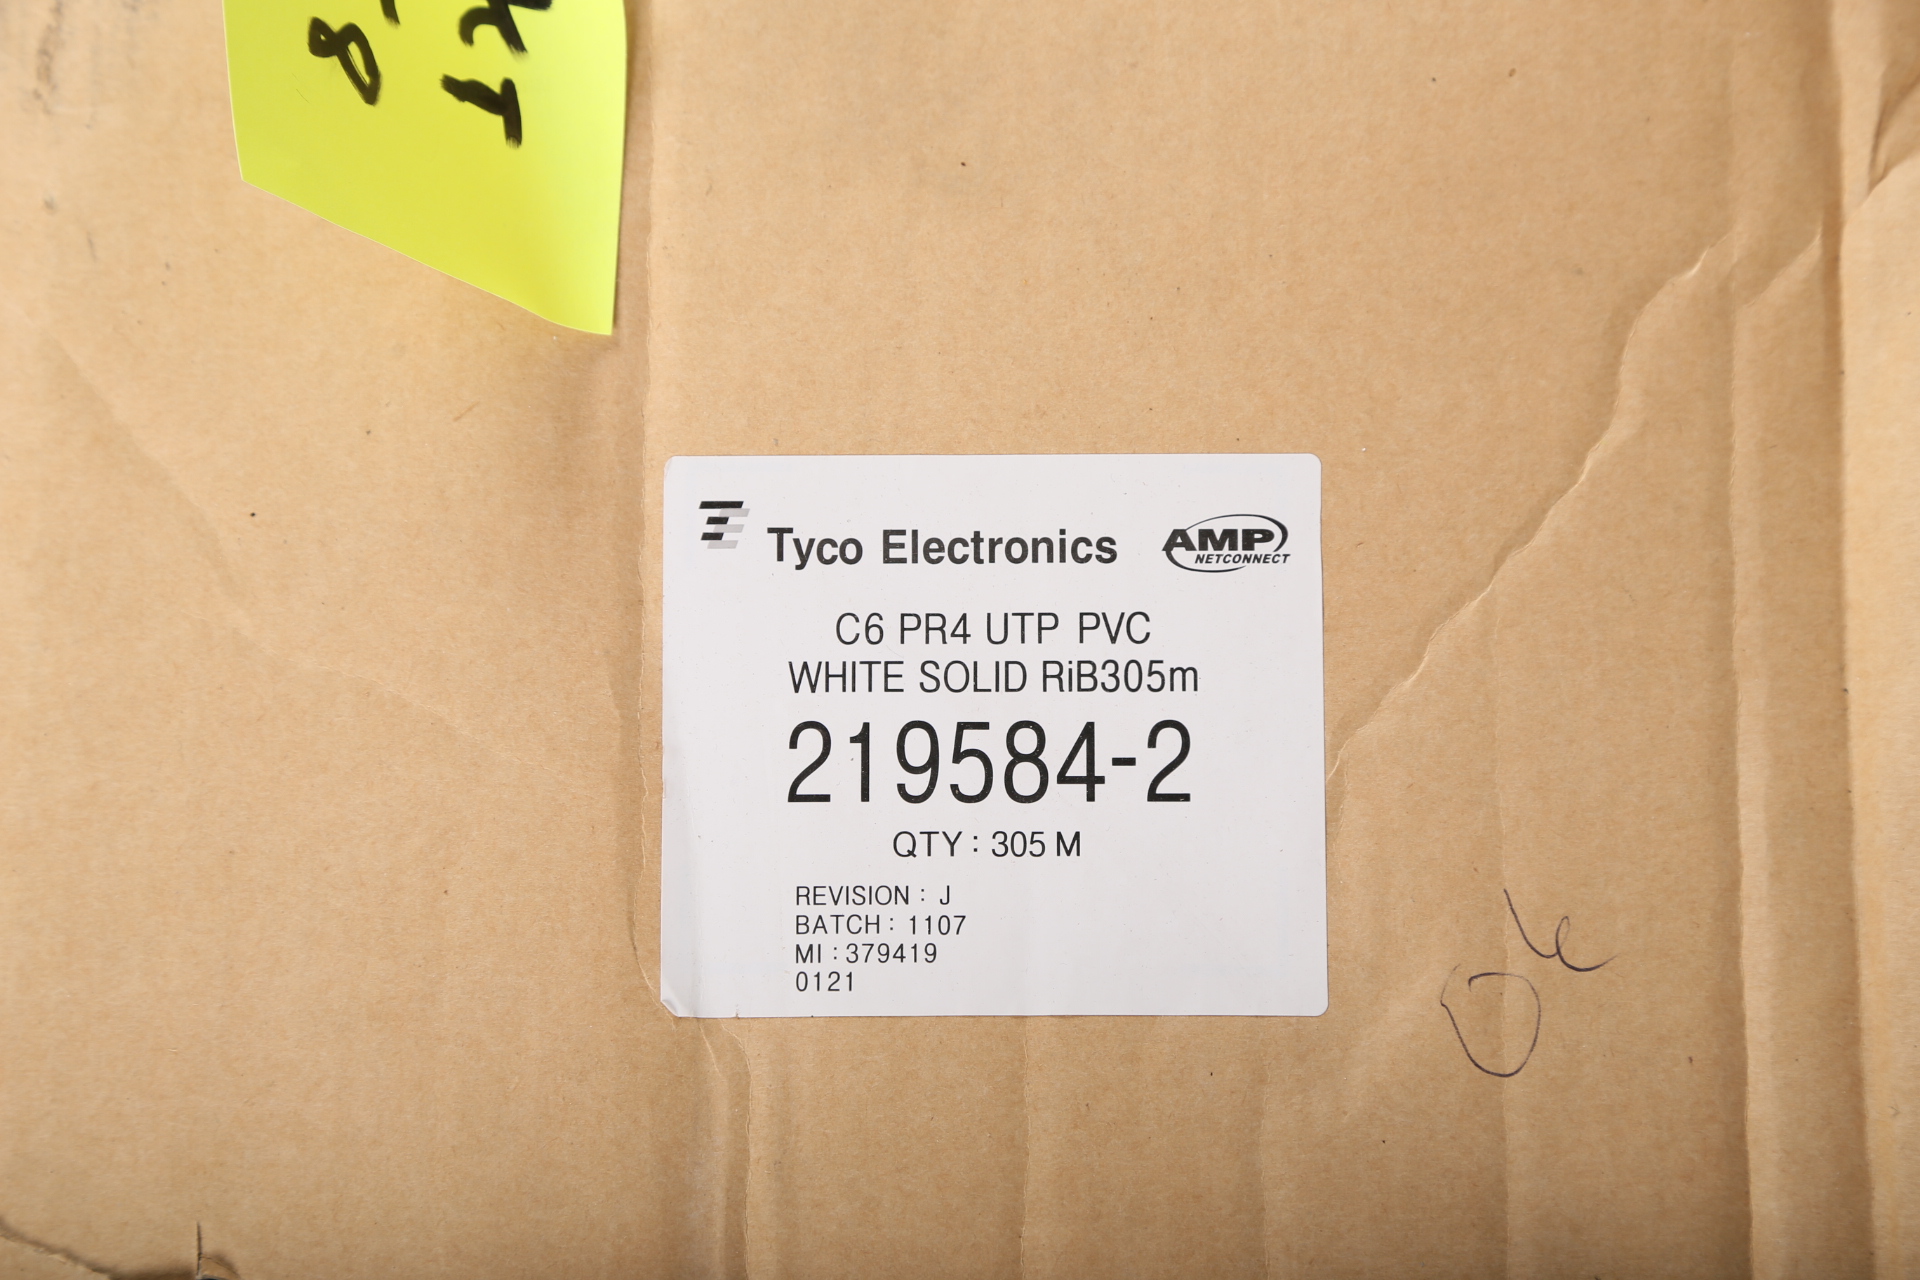 Tyco Electronics
AMP
NETCONNECT
C6 PR4 UTP PVC
WHITE SOLID RiB305m
219584-2
QTY : 305 M
REVISION : J
BATCH : 1107
MI : 379419
0121